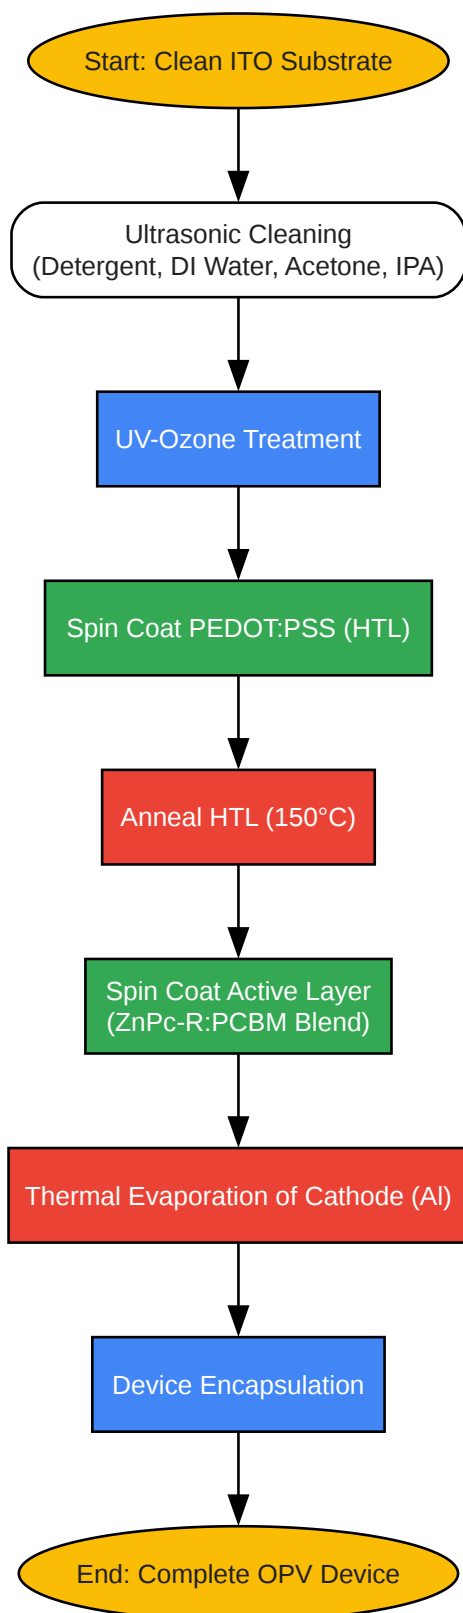 Start: Clean ITO Substrate
Ultrasonic Cleaning
(Detergent, DI Water, Acetone, IPA)
UV-Ozone Treatment
Spin Coat PEDOT:PSS (HTL)
Anneal HTL (150°C)
Spin Coat Active Layer
(ZnPc-R:PCBM Blend)
Thermal Evaporation of Cathode (Al)
Device Encapsulation
End: Complete OPV Device